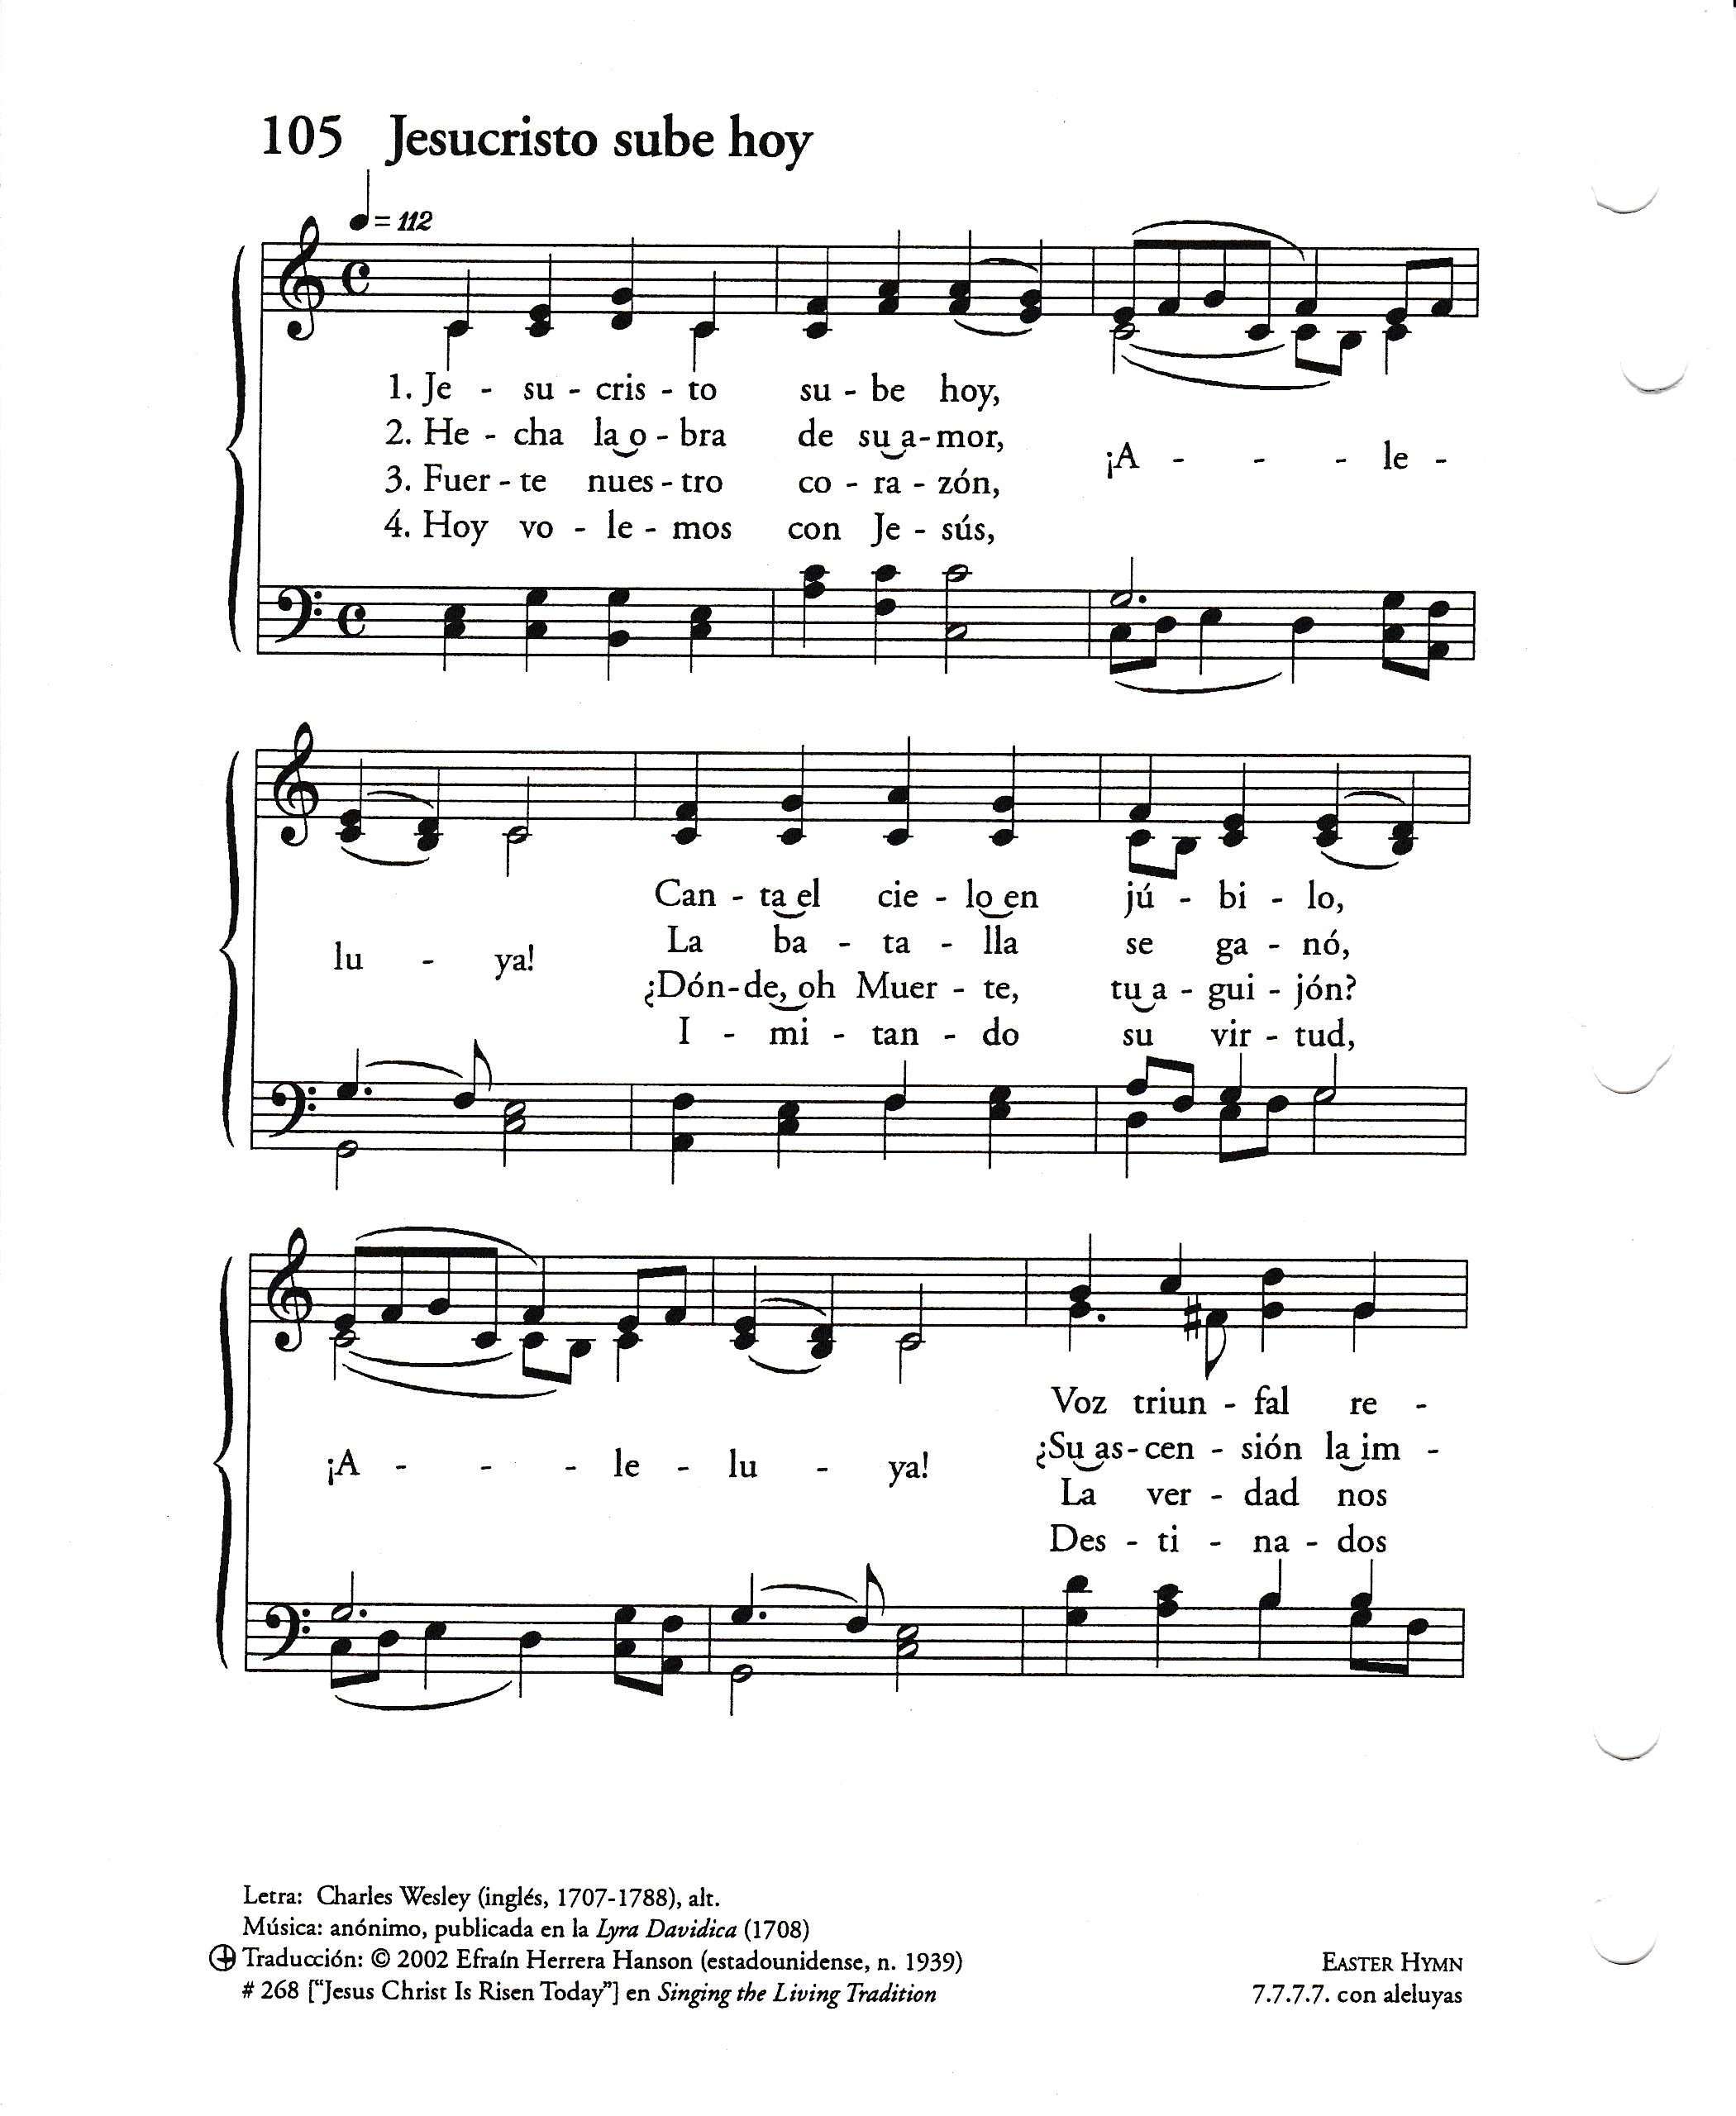 105 Jesucristo sube hoy
= 112
1. Je - su - cris - to su - be hoy,
2. He - cha la‿o - bra de su‿a - mor,
3. Fuer - te nues - tro co - ra - zón,
4. Hoy vo - le - mos con Je - sús,
¡A - - - le -
lu - ya!
Can - ta‿el cie - lo‿en jú - bi - lo,
La ba - ta - lla se ga - nó,
¿Dón - de,‿oh Muer - te, tu‿a - gui - jón?
I - mi - tan - do su vir - tud,
¡A - - - le - lu - ya!
Voz triun - fal re -
¿Su‿as - cen - sión la‿im -
La ver - dad nos
Des - ti - na - dos
Letra: Charles Wesley (inglés, 1707-1788), alt.
Música: anónimo, publicada en la Lyra Davidica (1708)
Traducción: © 2002 Efraín Herrera Hanson (estadounidense, n. 1939)
# 268 [“Jesus Christ Is Risen Today”] en Singing the Living Tradition
EASTER HYMN
7.7.7.7. con aleluyas